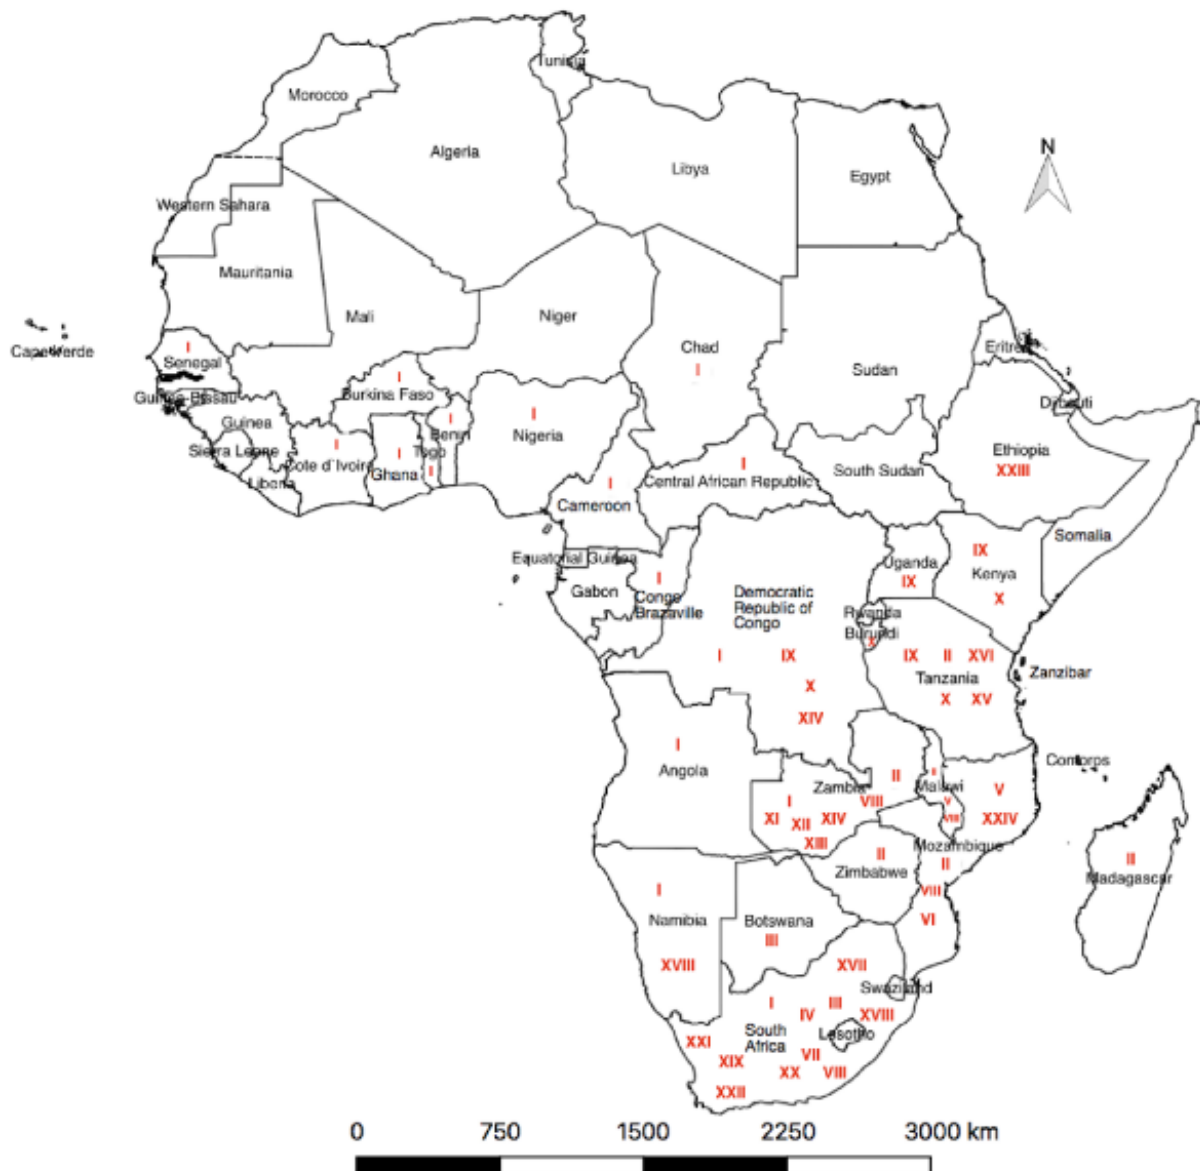 Tunisia
Morocco
Algeria
Libya
Egypt
N
Western Sahara
Mauritania
Mali
Niger
Chad
I
Sudan
Eritrea
Cape Verde
I
Senegal
I
Burkina Faso
Djibouti
Guinea-Bissau
Guinea
I
Benin
I
Nigeria
Ethiopia
XXIII
Sierra Leone
I
Cote d'Ivoire
I
Ghana
Togo
I
Liberia
I
Central African Republic
South Sudan
I
Cameroon
Somalia
Equatorial Guinea
Gabon
I
Congo
Brazaville
Democratic
Republic of
Congo
Uganda
IX
IX
Kenya
X
Rwanda
Burundi
X
I
IX
X
XIV
IX
II
XVI
Tanzania
X
XV
Zanzibar
I
Angola
Comorps
II
Zambia
I
VIII
XI
XII
XIV
XIII
Malawi
V
VIII
V
XXIV
Mozambique
II
VIII
VI
II
Zimbabwe
II
Madagascar
I
Namibia
XVIII
Botswana
III
XVII
Swaziland
I
IV
III
XVIII
South
Africa
Lesotho
XXI
XIX
VII
XX
VIII
XXII
0 750 1500 2250 3000 km